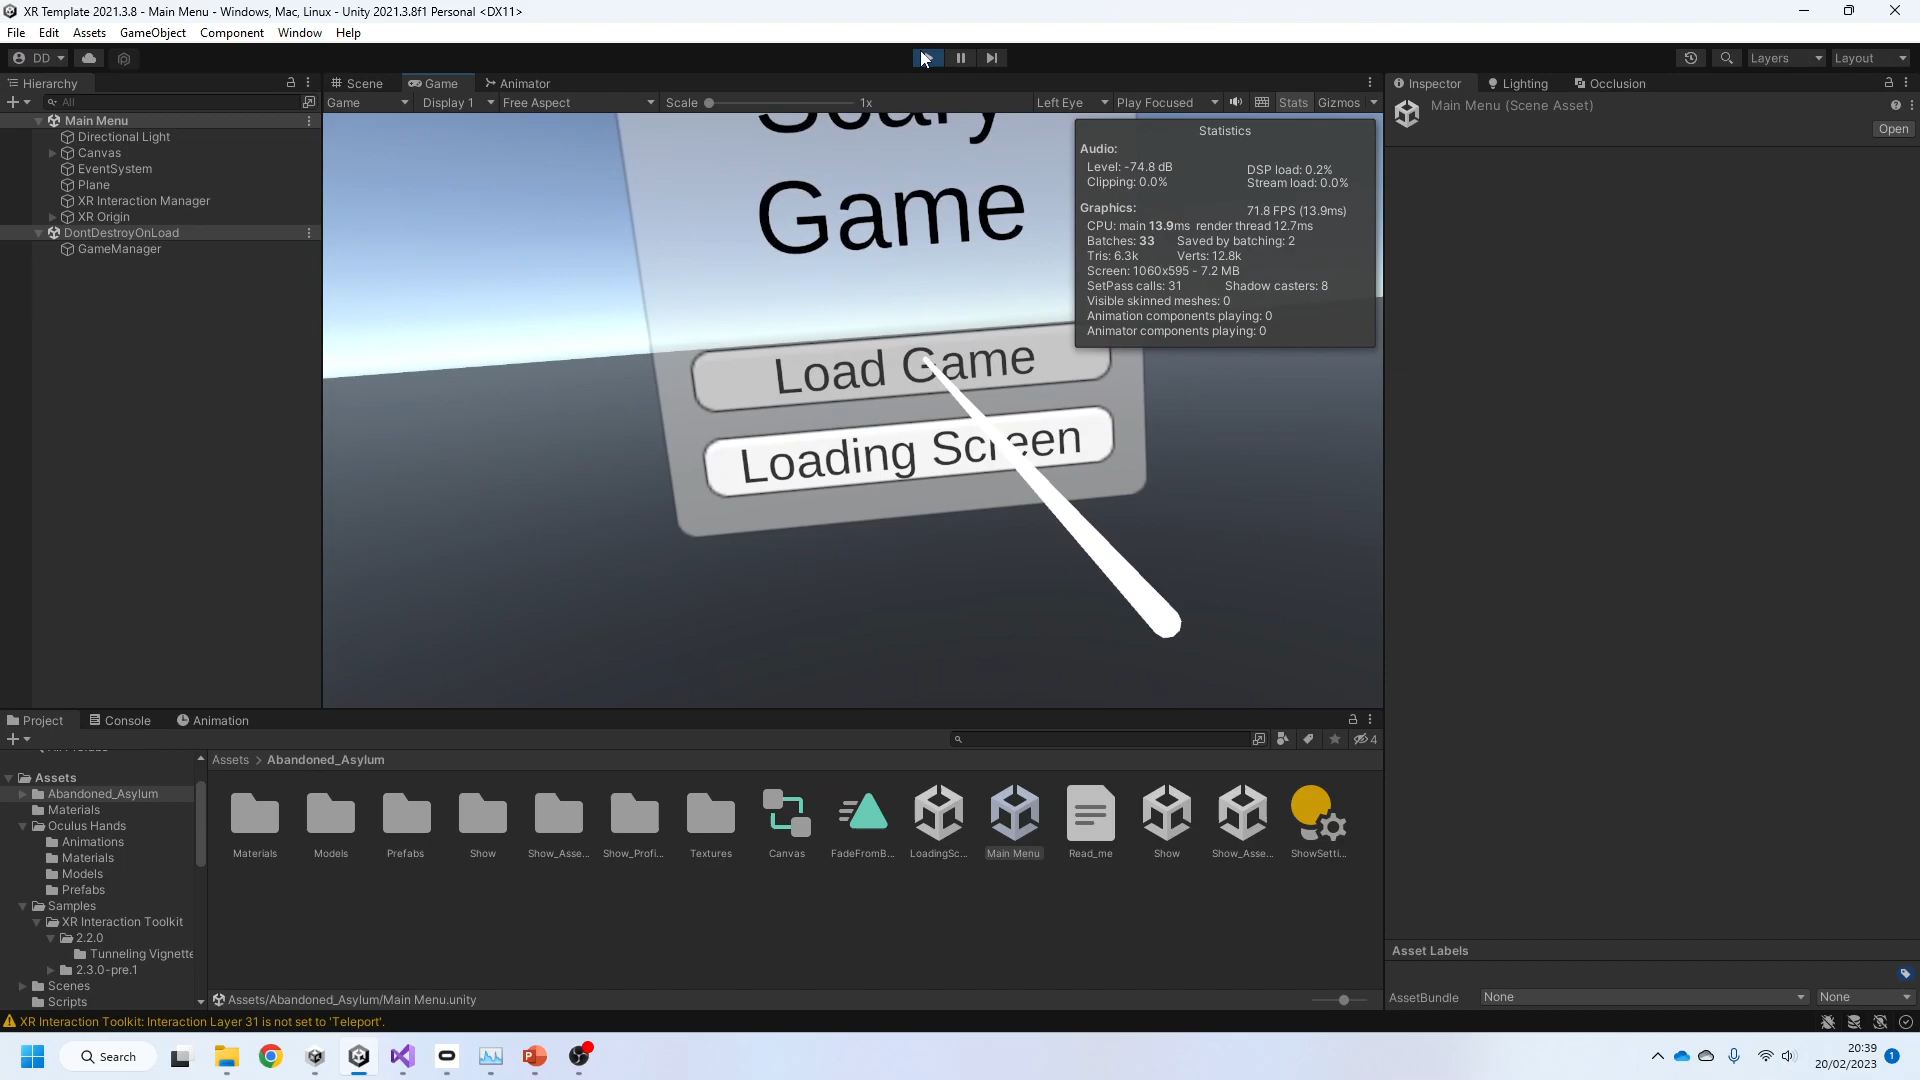 XR Template 2021.3.8 - Main Menu - Windows, Mac, Linux - Unity 2021.3.8f1 Personal <DX11>
File Edit Assets GameObject Component Window Help
DD
Layers Layout
Hierarchy
All
Main Menu
Directional Light
Canvas
EventSystem
Plane
XR Interaction Manager
XR Origin
DontDestroyOnLoad
GameManager
Scene Game Animator
Game Display 1 Free Aspect Scale 1x Left Eye Play Focused Stats Gizmos
Scary
Game
Load Game
Loading Screen
Statistics
Audio:
Level: -74.8 dB DSP load: 0.2%
Clipping: 0.0% Stream load: 0.0%
Graphics: 71.8 FPS (13.9ms)
CPU: main 13.9ms render thread 12.7ms
Batches: 33 Saved by batching: 2
Tris: 6.3k Verts: 12.8k
Screen: 1060x595 - 7.2 MB
SetPass calls: 31 Shadow casters: 8
Visible skinned meshes: 0
Animation components playing: 0
Animator components playing: 0
Inspector Lighting Occlusion
Main Menu (Scene Asset)
Open
Project Console Animation
4
Assets
Abandoned_Asylum
Materials
Oculus Hands
Animations
Materials
Models
Prefabs
Samples
XR Interaction Toolkit
2.2.0
Tunneling Vignette
2.3.0-pre.1
Scenes
Scripts
Assets > Abandoned_Asylum
Materials Models Prefabs Show Show_Asse... Show_Profi... Textures Canvas FadeFromB... LoadingSc... Main Menu Read_me Show Show_Asse... ShowSetti...
Assets/Abandoned_Asylum/Main Menu.unity
Asset Labels
AssetBundle None None
XR Interaction Toolkit: Interaction Layer 31 is not set to 'Teleport'.
Search
20:39
20/02/2023
1